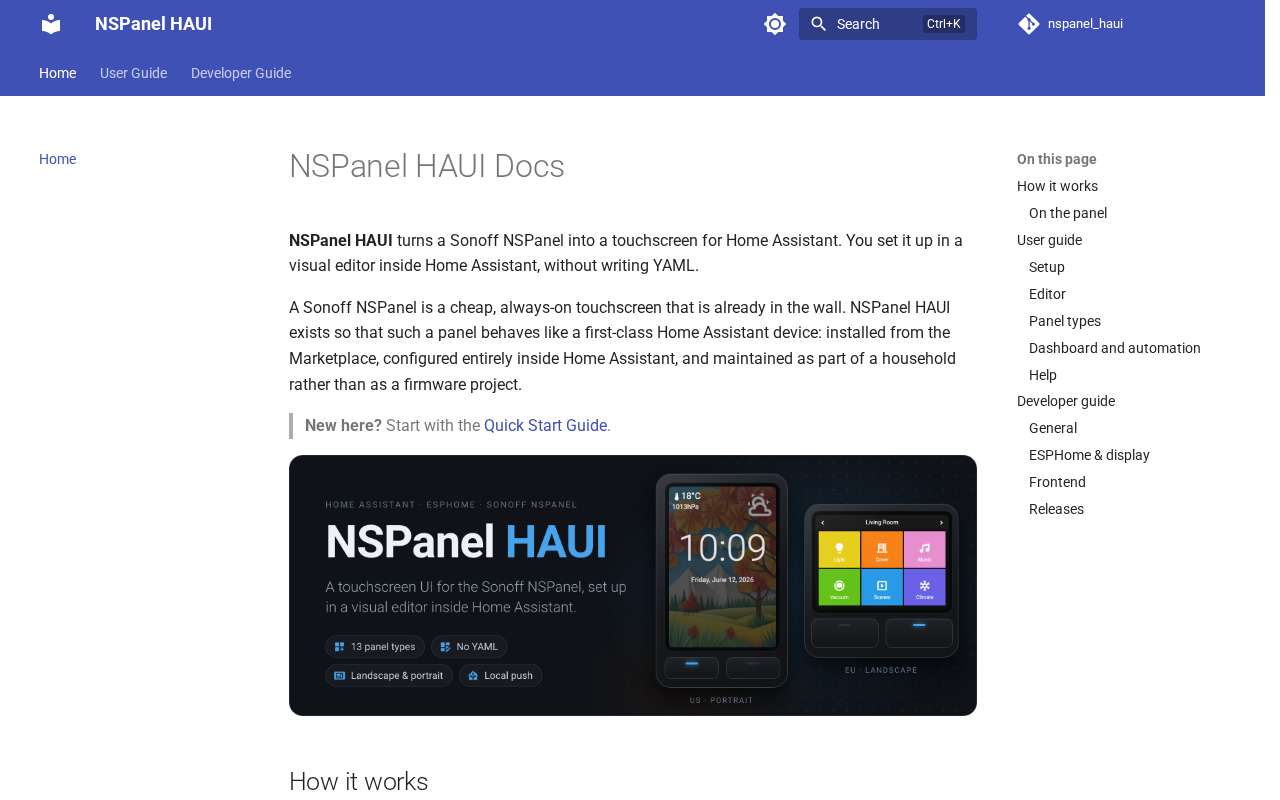 NSPanel HAUI
Search
Ctrl+K
nspanel_haui
Home
User Guide
Developer Guide
Home
NSPanel HAUI Docs
NSPanel HAUI turns a Sonoff NSPanel into a touchscreen for Home Assistant. You set it up in a
visual editor inside Home Assistant, without writing YAML.
A Sonoff NSPanel is a cheap, always-on touchscreen that is already in the wall. NSPanel HAUI
exists so that such a panel behaves like a first-class Home Assistant device: installed from the
Marketplace, configured entirely inside Home Assistant, and maintained as part of a household
rather than as a firmware project.
New here? Start with the Quick Start Guide.
HOME ASSISTANT · ESPHOME · SONOFF NSPANEL
NSPanel HAUI
A touchscreen UI for the Sonoff NSPanel, set up
in a visual editor inside Home Assistant.
13 panel types
No YAML
Landscape & portrait
Local push
18°C
1013hPa
10:09
Friday, June 12, 2026
US · PORTRAIT
Living Room
Light
Cover
Music
Vacuum
Scenes
Climate
EU · LANDSCAPE
How it works
On this page
How it works
On the panel
User guide
Setup
Editor
Panel types
Dashboard and automation
Help
Developer guide
General
ESPHome & display
Frontend
Releases